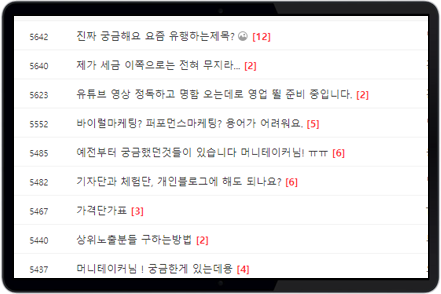 5642 진짜 궁금해요 요즘 유행하는제목? [12]
5640 제가 세금 이쪽으로는 전혀 무지라... [2]
5623 유튜브 영상 정독하고 명함 오는데로 영업 뛸 준비 중입니다. [2]
5552 바이럴마케팅? 퍼포먼스마케팅? 용어가 어려워요. [5]
5485 예전부터 궁금했던것들이 있습니다 머니테이커님! ㅠㅠ [6]
5482 기자단과 체험단, 개인블로그에 해도 되나요? [6]
5467 가격단가표 [3]
5440 상위노출분들 구하는방법 [2]
5437 머니테이커님 ! 궁금한게 있는데용 [4]